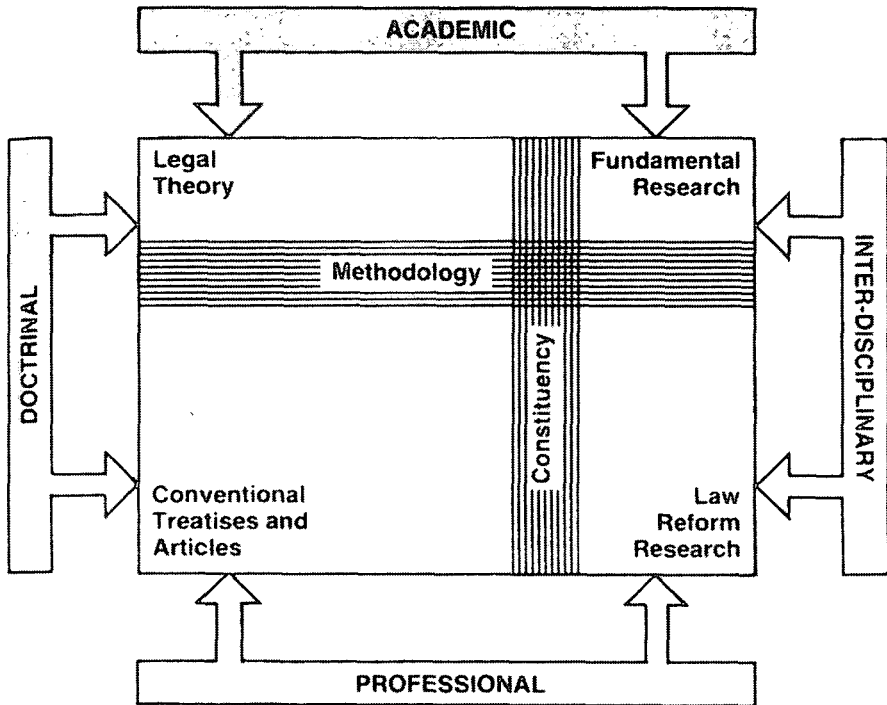 ACADEMIC
Legal
Theory
Fundamental
Research
Methodology
DOCTRINAL
Constituency
INTER-DISCIPLINARY
Conventional
Treatises and
Articles
Law
Reform
Research
PROFESSIONAL